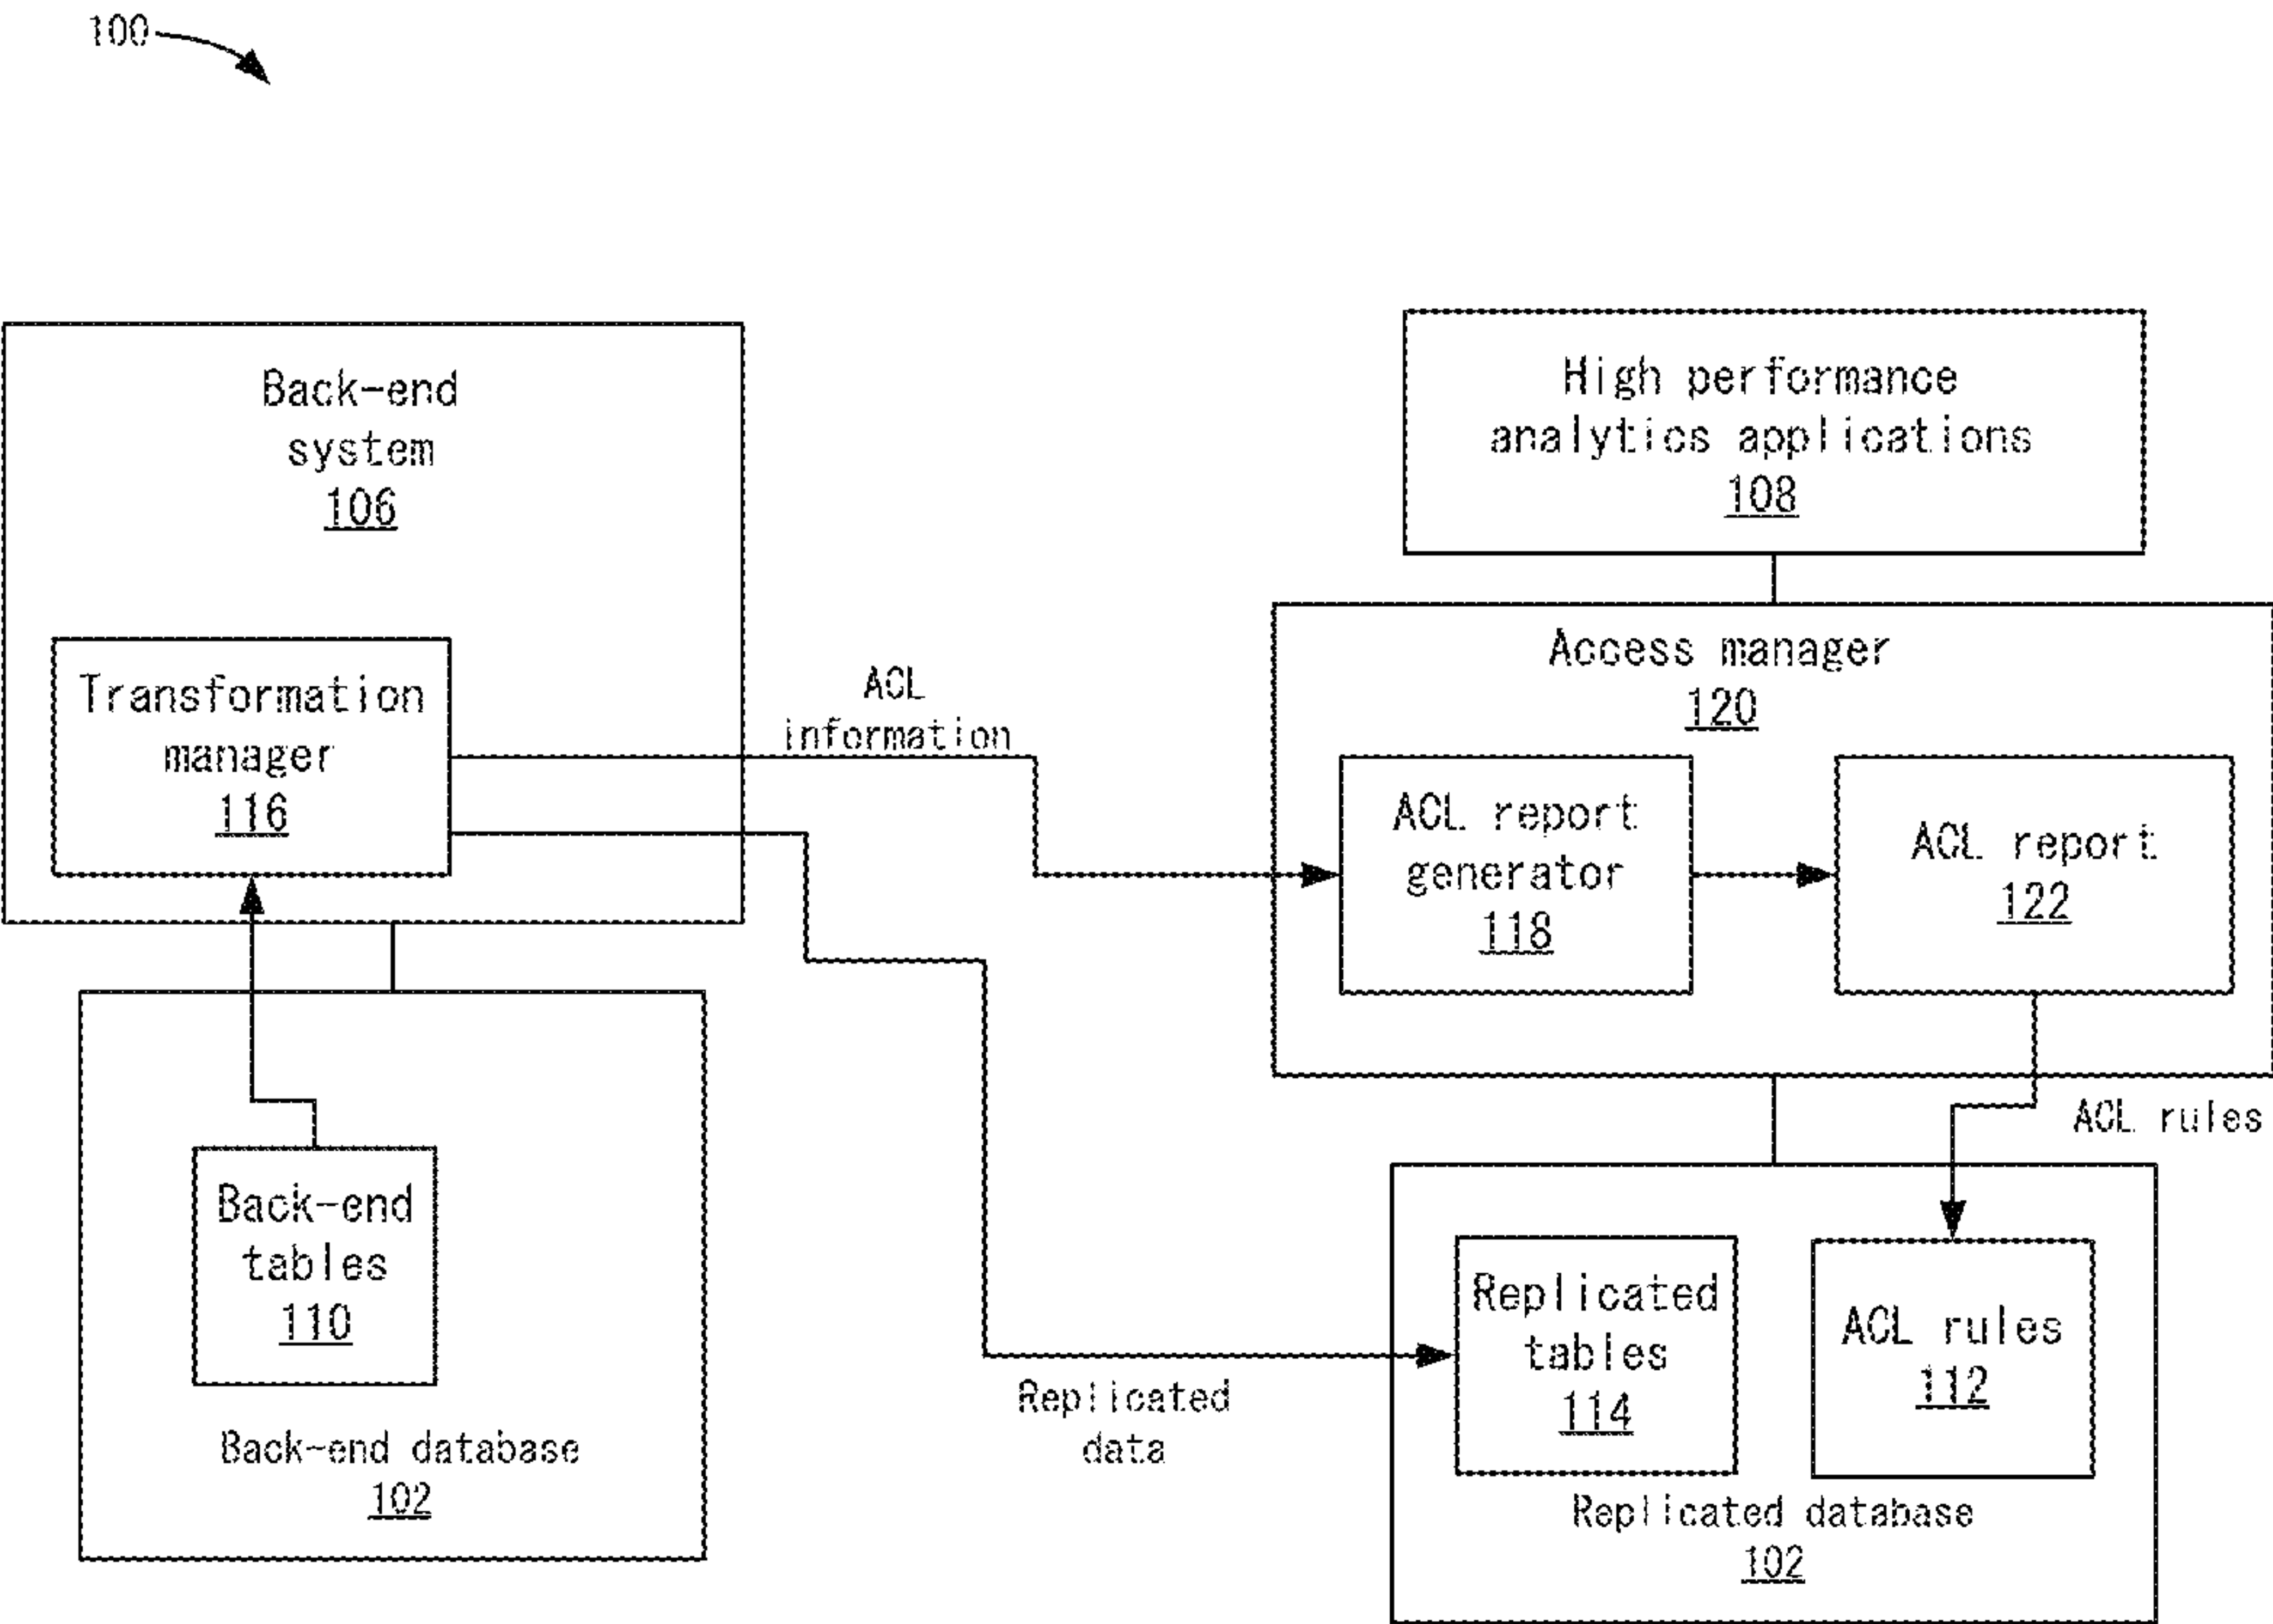 100
Back-end
system
106
Transformation
manager
116
Back-end
tables
110
Back-end database
102
ACL
information
Replicated
data
High performance
analytics applications
108
Access manager
120
ACL report
generator
118
ACL report
122
ACL rules
Replicated
tables
114
ACL rules
112
Replicated database
102